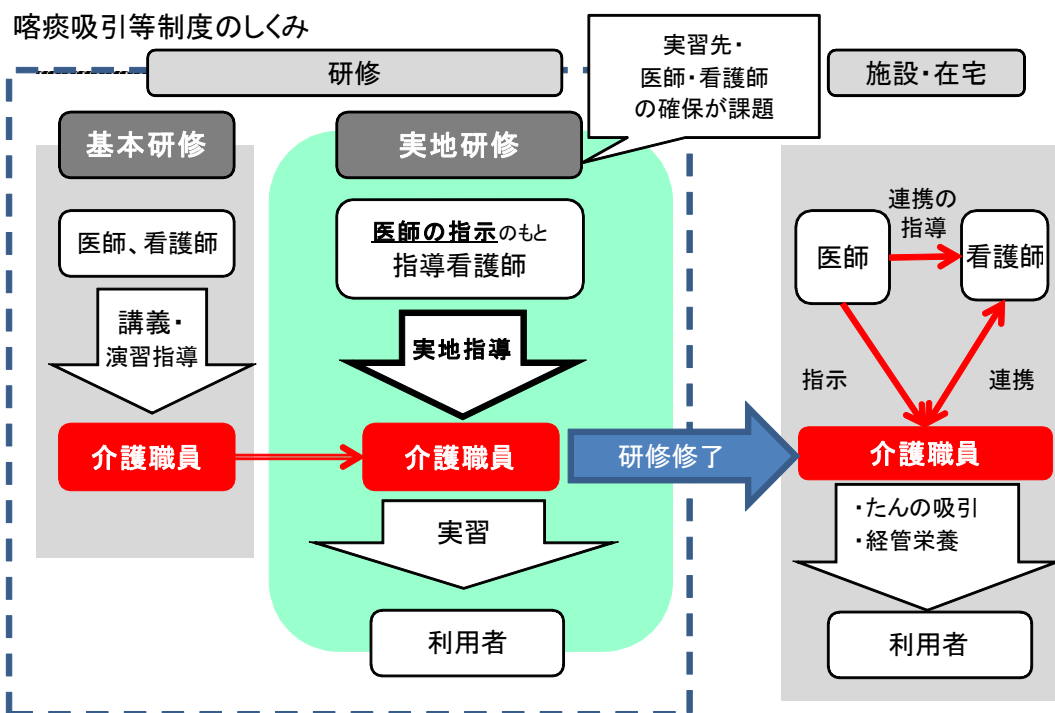 喀痰吸引等制度のしくみ
研修
実習先・
医師・看護師
の確保が課題
施設・在宅
基本研修
医師、看護師
講義・
演習指導
介護職員
実地研修
医師の指示のもと
指導看護師
実地指導
介護職員
実習
利用者
研修修了
連携の
指導
医師
看護師
指示
連携
介護職員
・たんの吸引
・経管栄養
利用者